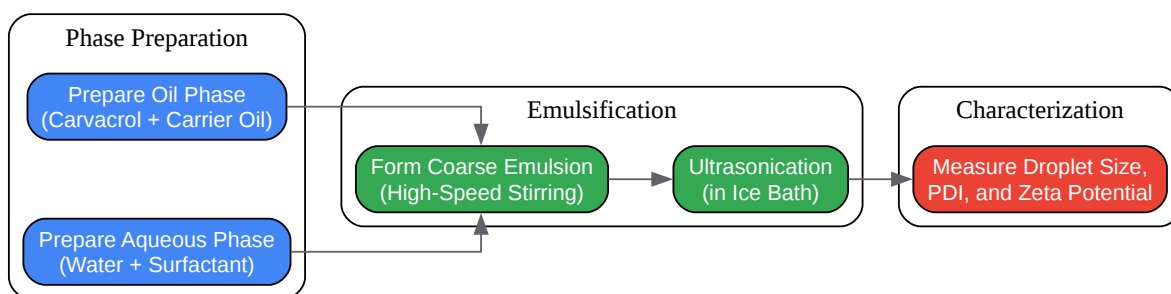 Phase Preparation
Prepare Oil Phase
(Carvacrol + Carrier Oil)
Prepare Aqueous Phase
(Water + Surfactant)
Emulsification
Form Coarse Emulsion
(High-Speed Stirring)
Ultrasonication
(in Ice Bath)
Characterization
Measure Droplet Size,
PDI, and Zeta Potential